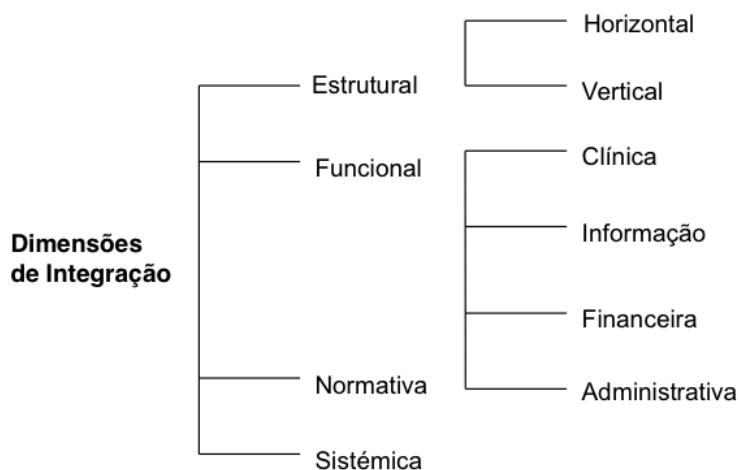 Horizontal
Estrutural
Vertical
Clínica
Funcional
Informação
Dimensões
de Integração
Financeira
Normativa
Administrativa
Sistémica